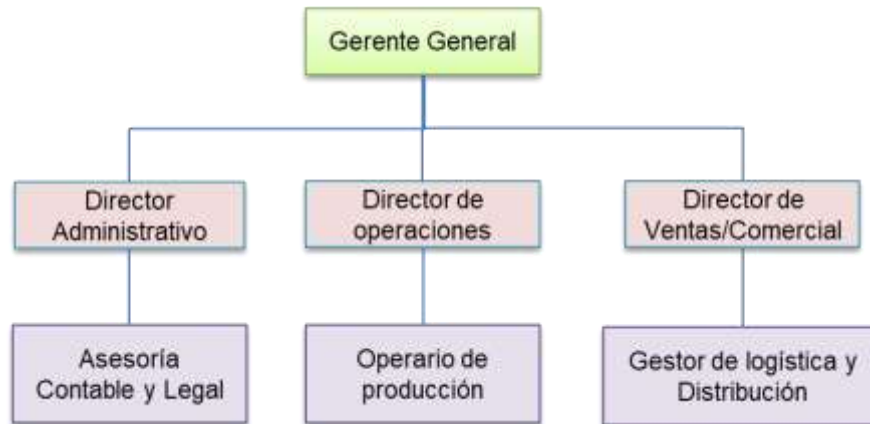 Gerente General
Director
Administrativo
Director de
operaciones
Director de
Ventas/Comercial
Asesoría
Contable y Legal
Operario de
producción
Gestor de logística y
Distribución